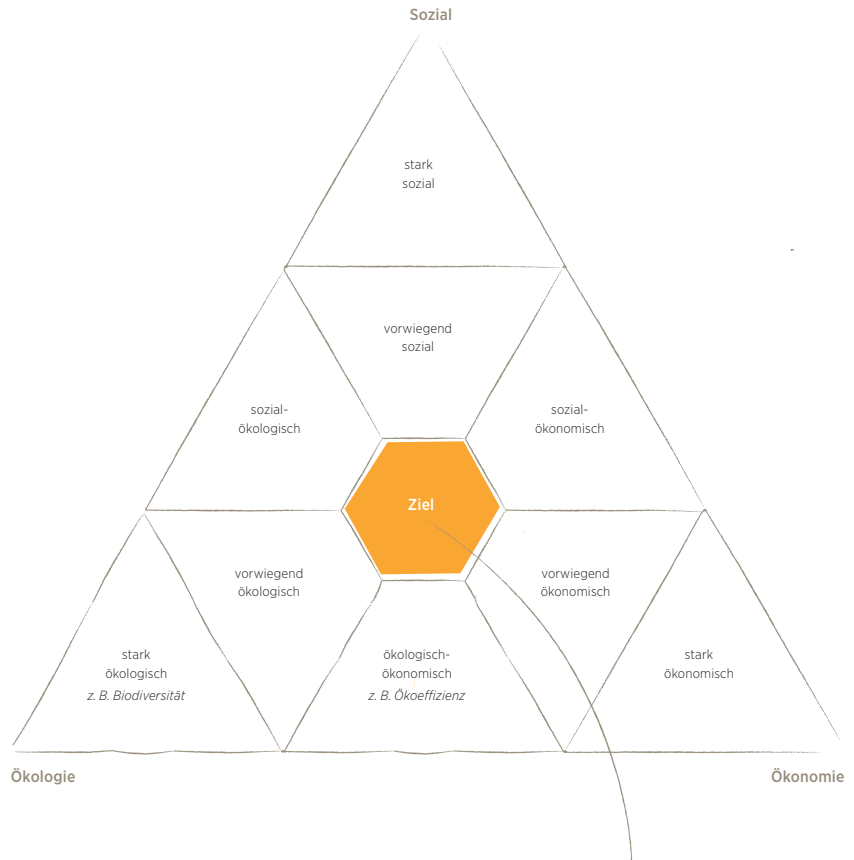 Sozial
stark
sozial
vorwiegend
sozial
sozial-
ökologisch
sozial-
ökonomisch
Ziel
vorwiegend
ökologisch
vorwiegend
ökonomisch
stark
ökologisch
z. B. Biodiversität
ökologisch-
ökonomisch
z. B. Ökoeffizienz
stark
ökonomisch
Ökologie
Ökonomie